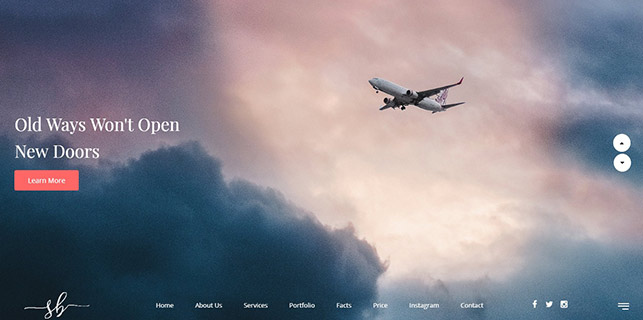 Old Ways Won't Open
New Doors
Learn More
sb
Home About Us Services Portfolio Facts Price Instagram Contact